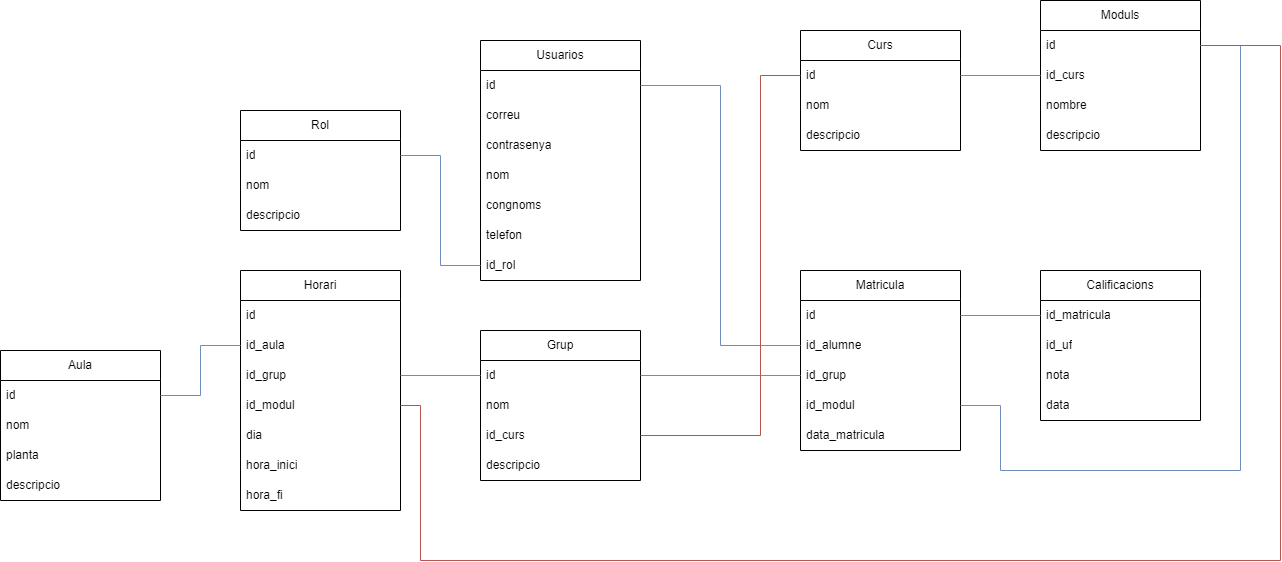 Moduls
id
id_curs
nombre
descripcio
Curs
id
nom
descripcio
Usuarios
id
correu
contrasenya
nom
congnoms
telefon
id_rol
Rol
id
nom
descripcio
Horari
id
id_aula
id_grup
id_modul
dia
hora_inici
hora_fi
Matricula
id
id_alumne
id_grup
id_modul
data_matricula
Calificacions
id_matricula
id_uf
nota
data
Grup
id
nom
id_curs
descripcio
Aula
id
nom
planta
descripcio